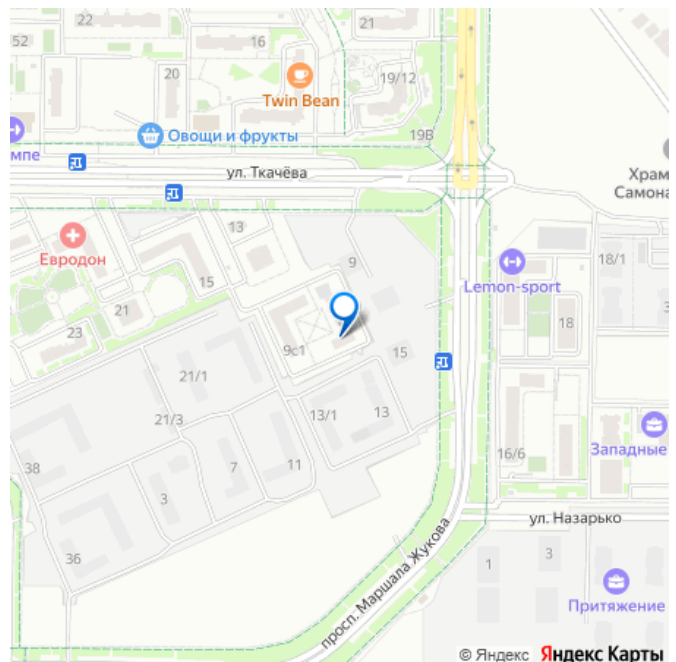 22
21
52
16
20
19/12
Twin Bean
Овощи и фрукты
19В
мпе
ул. Ткачёва
Храм
Самона
13
9
Евродон
15
18/1
Lemon-sport
21
23
18
3
9с1
15
21/1
21/3
13/1
13
Западные
38
7
11
16/6
3
ул. Назарько
36
просп. Маршала Жукова
1
3
Притяжение
© Яндекс Яндекс Карты